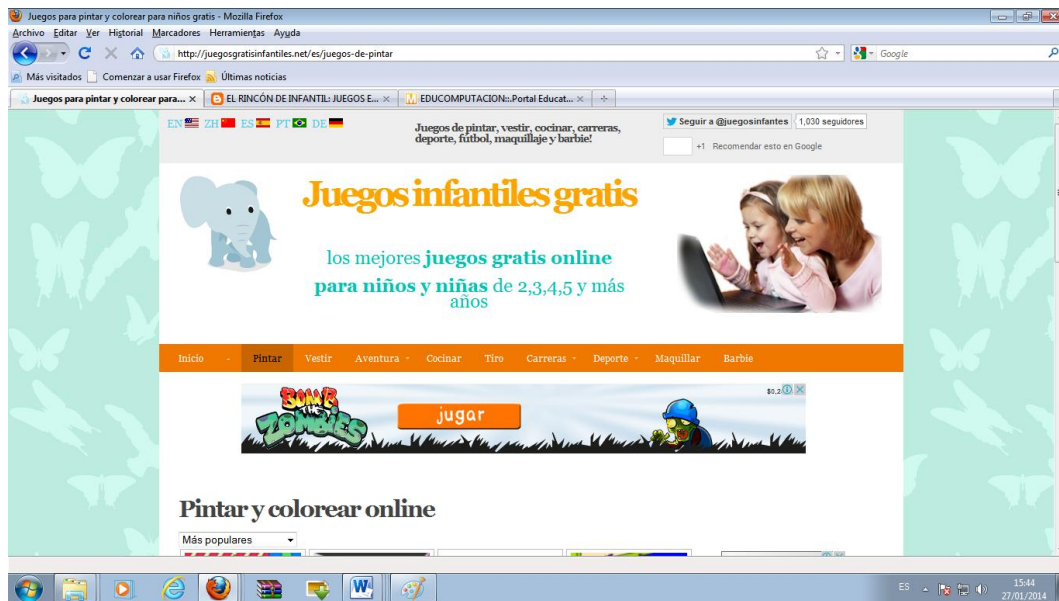 Juegos para pintar y colorear para niños gratis - Mozilla Firefox
Archivo Editar Ver Historial Marcadores Herramientas Ayuda
http://juegosgratisinfantiles.net/es/juegos-de-pintar
Google
Más visitados Comenzar a usar Firefox Últimas noticias
Juegos para pintar y colorear para... EL RINCÓN DE INFANTIL: JUEGOS E... EDUCOMPUTACION::.Portal Educat...
EN ZH ES PT DE
Juegos de pintar, vestir, cocinar, carreras,
deporte, fútbol, maquillaje y barbie!
Seguir a @juegosinfantes 1,030 seguidores
+1 Recomendar esto en Google
Juegos infantiles gratis
los mejores juegos gratis online
para niños y niñas de 2,3,4,5 y más
años
Inicio - Pintar Vestir Aventura Cocinar Tiro Carreras Deporte Maquillar Barbie
BOMB
THE
ZOMBIES
jugar
Pintar y colorear online
Más populares
W
ES
15:44
27/01/2014